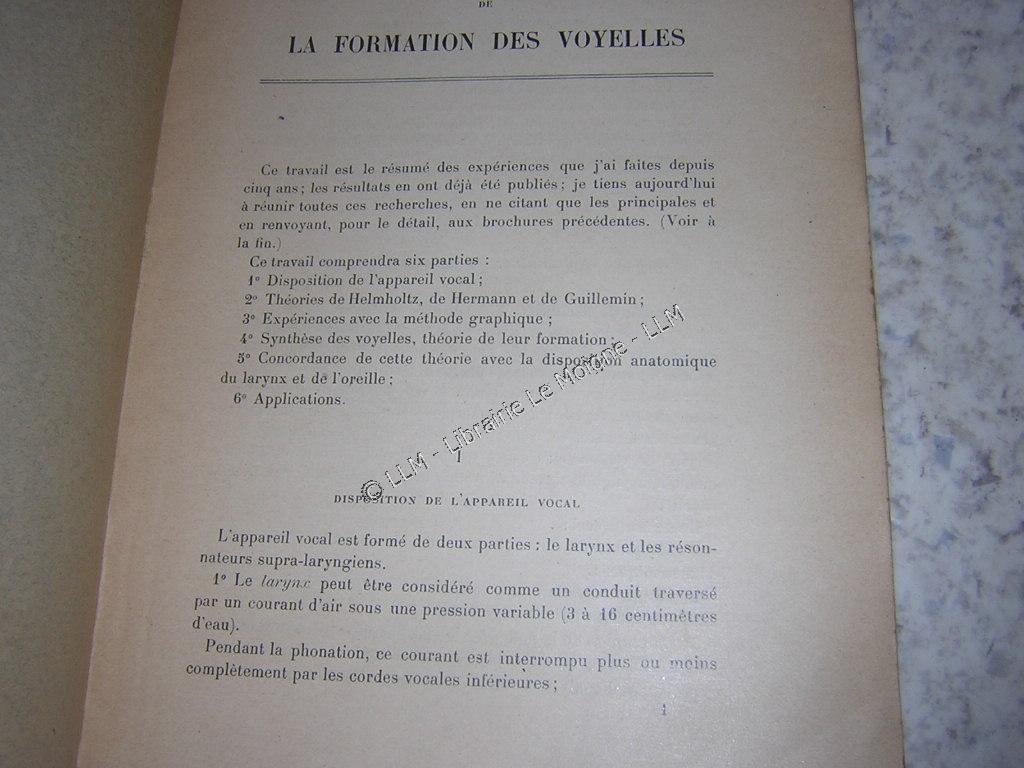 DE
LA FORMATION DES VOYELLES
Ce travail est le résumé des expériences que j'ai faites depuis
cinq ans ; les résultats en ont déjà été publiés ; je tiens aujourd'hui
à réunir toutes ces recherches, en ne citant que les principales et
en renvoyant, pour le détail, aux brochures précédentes. (Voir à
la fin.)
Ce travail comprendra six parties :
1° Disposition de l'appareil vocal ;
2° Théories de Helmholtz, de Hermann et de Guillemin ;
3° Expériences avec la méthode graphique ;
4° Synthèse des voyelles, théorie de leur formation ;
5° Concordance de cette théorie avec la disposition anatomique
du larynx et de l'oreille ;
6° Applications.
© LLM - Librairie Le Moigne - LLM
DISPOSITION DE L'APPAREIL VOCAL
L'appareil vocal est formé de deux parties : le larynx et les réson-
nateurs supra-laryngiens.
1° Le larynx peut être considéré comme un conduit traversé
par un courant d'air sous une pression variable (3 à 16 centimètres
d'eau).
Pendant la phonation, ce courant est interrompu plus ou moins
complètement par les cordes vocales inférieures ;
1